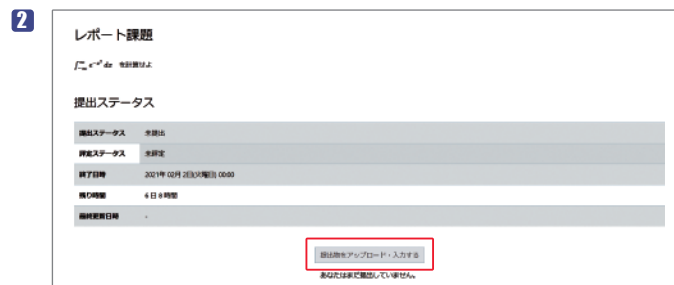 2
レポート課題
を計算せよ
提出ステータス
提出ステータス 未提出
評定ステータス 未評定
終了日時 2021年 02月 2日(火曜日) 00:00
残り時間 6 日 8 時間
最終更新日時 -
提出物をアップロード・入力する
あなたはまだ提出していません。